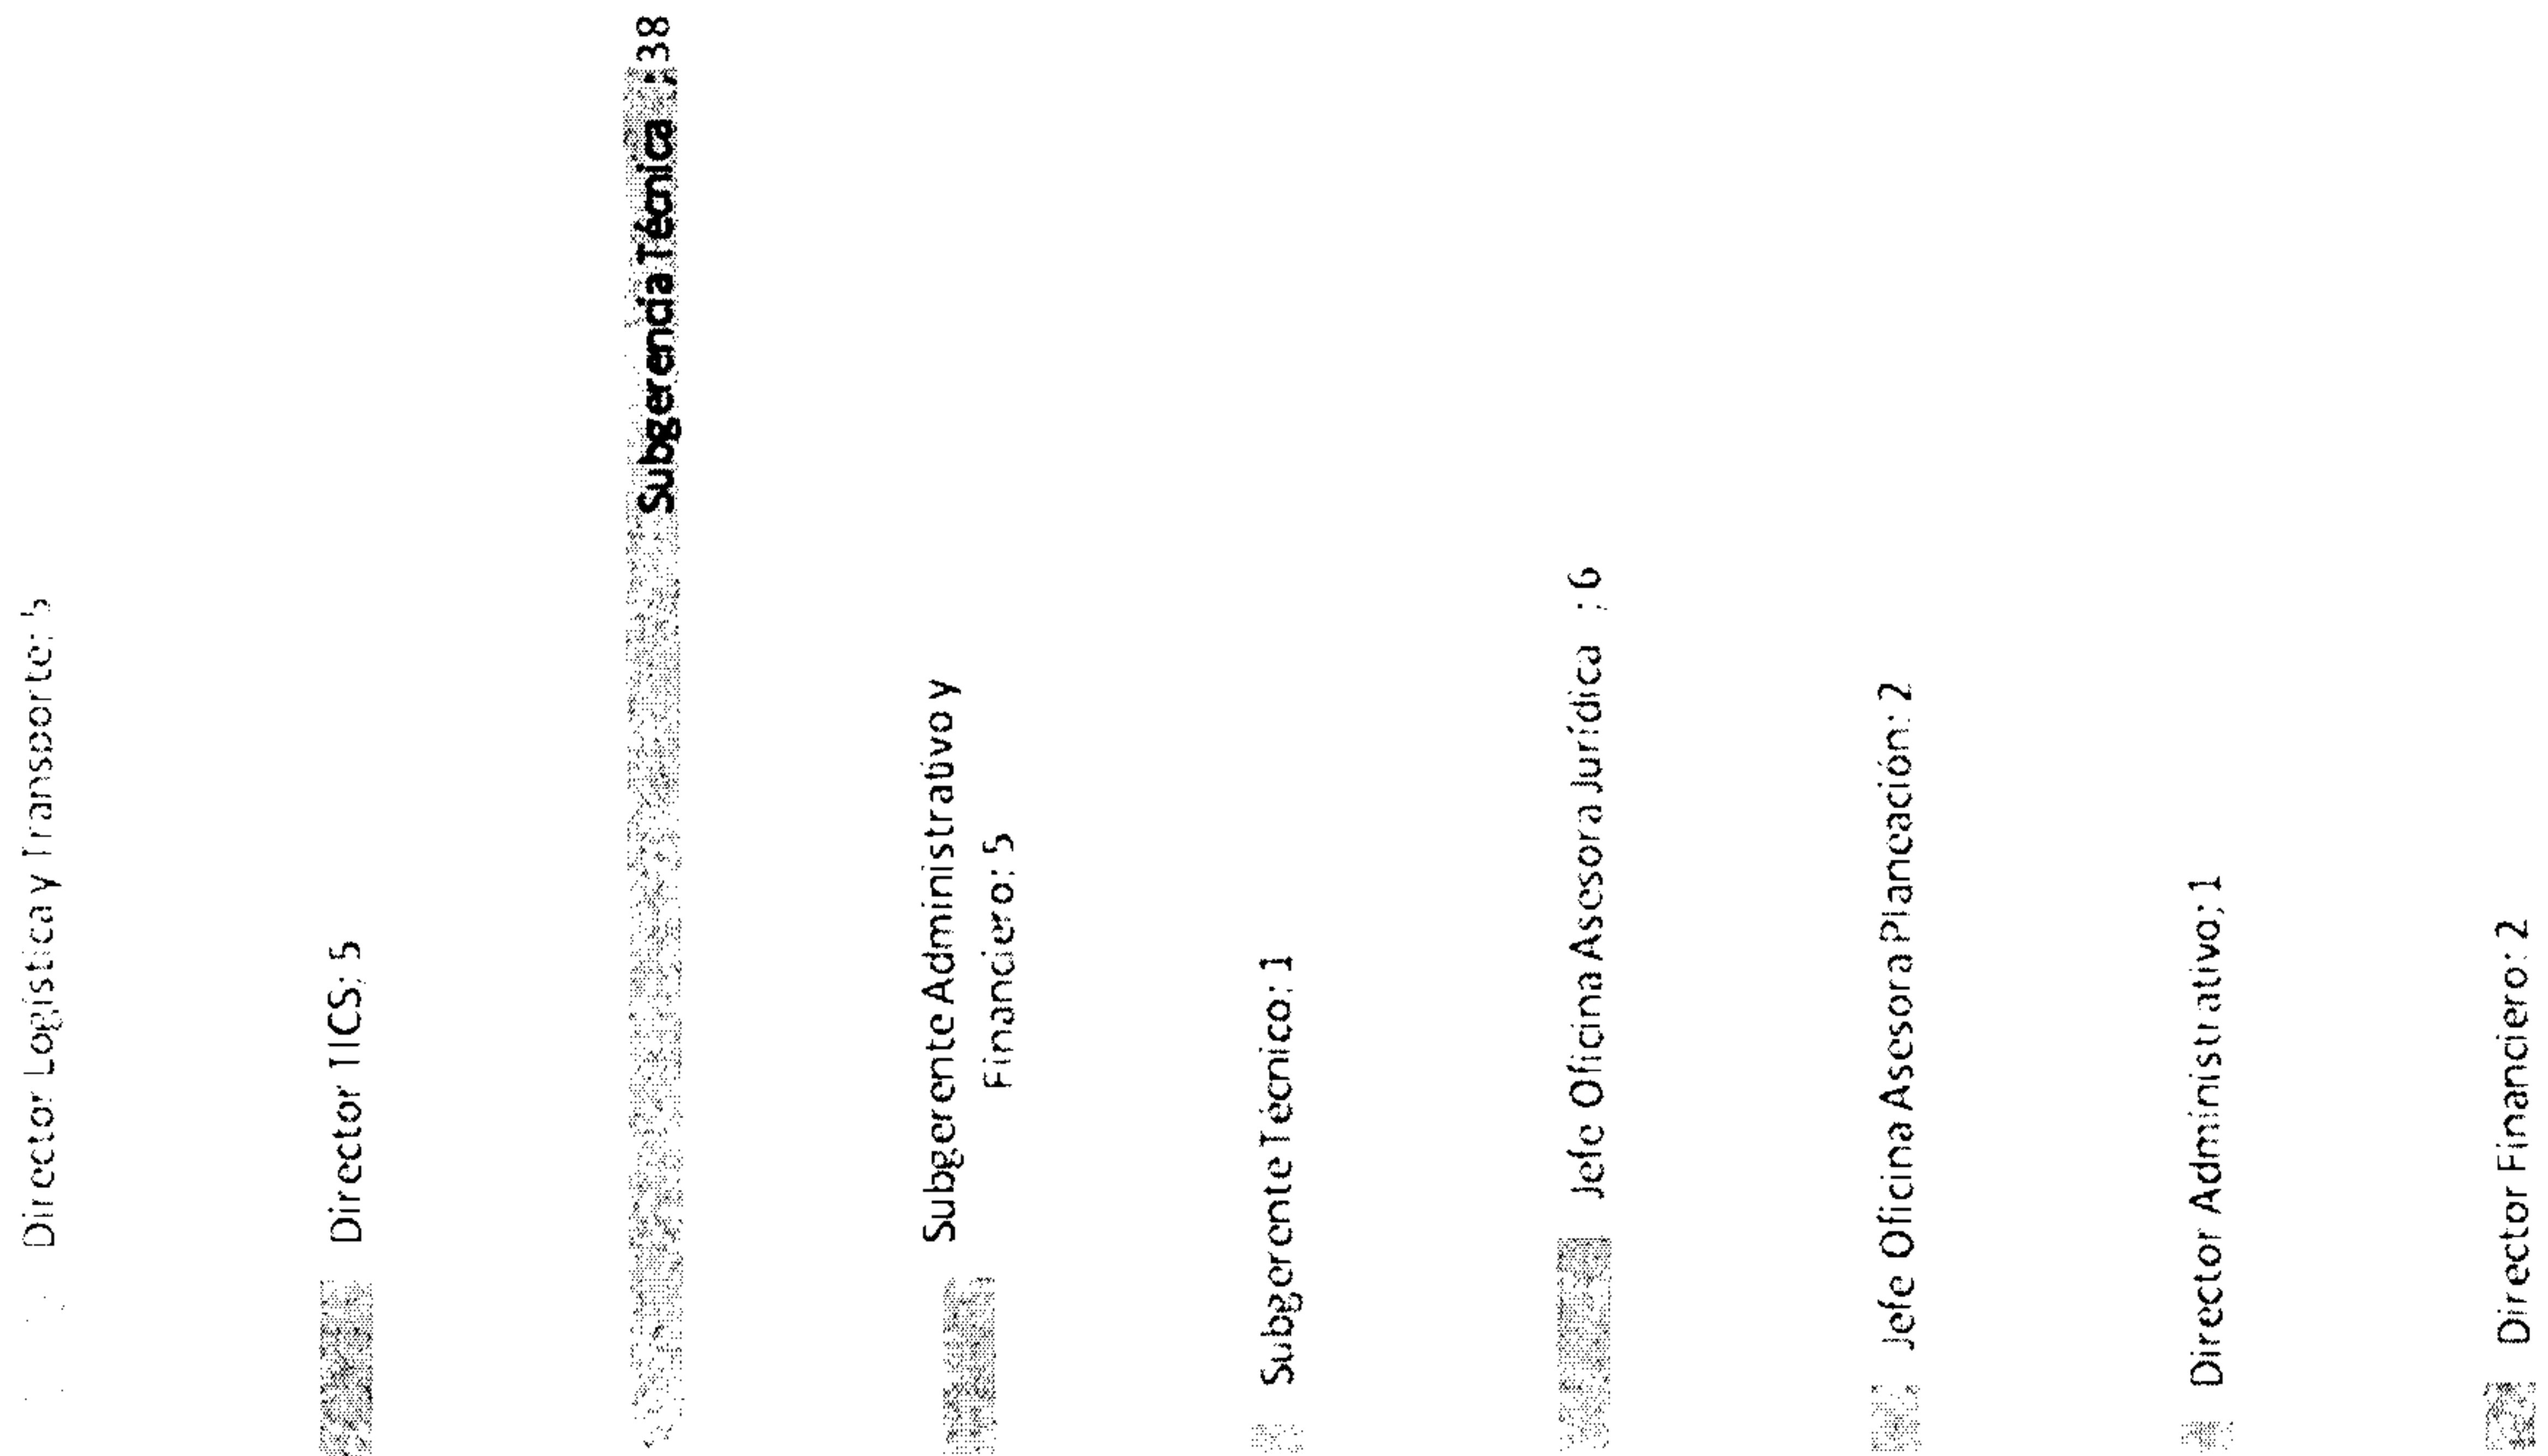 Director Logística y Transporte: 5
Director TICS; 5
Subgerencia Técnica ; 38
Subgerente Administrativo y
Financiero: 5
Subgerente Técnico: 1
Jefe Oficina Asesora Jurídica ; 6
Jefe Oficina Asesora Planeación: 2
Director Administrativo; 1
Director Financiero: 2